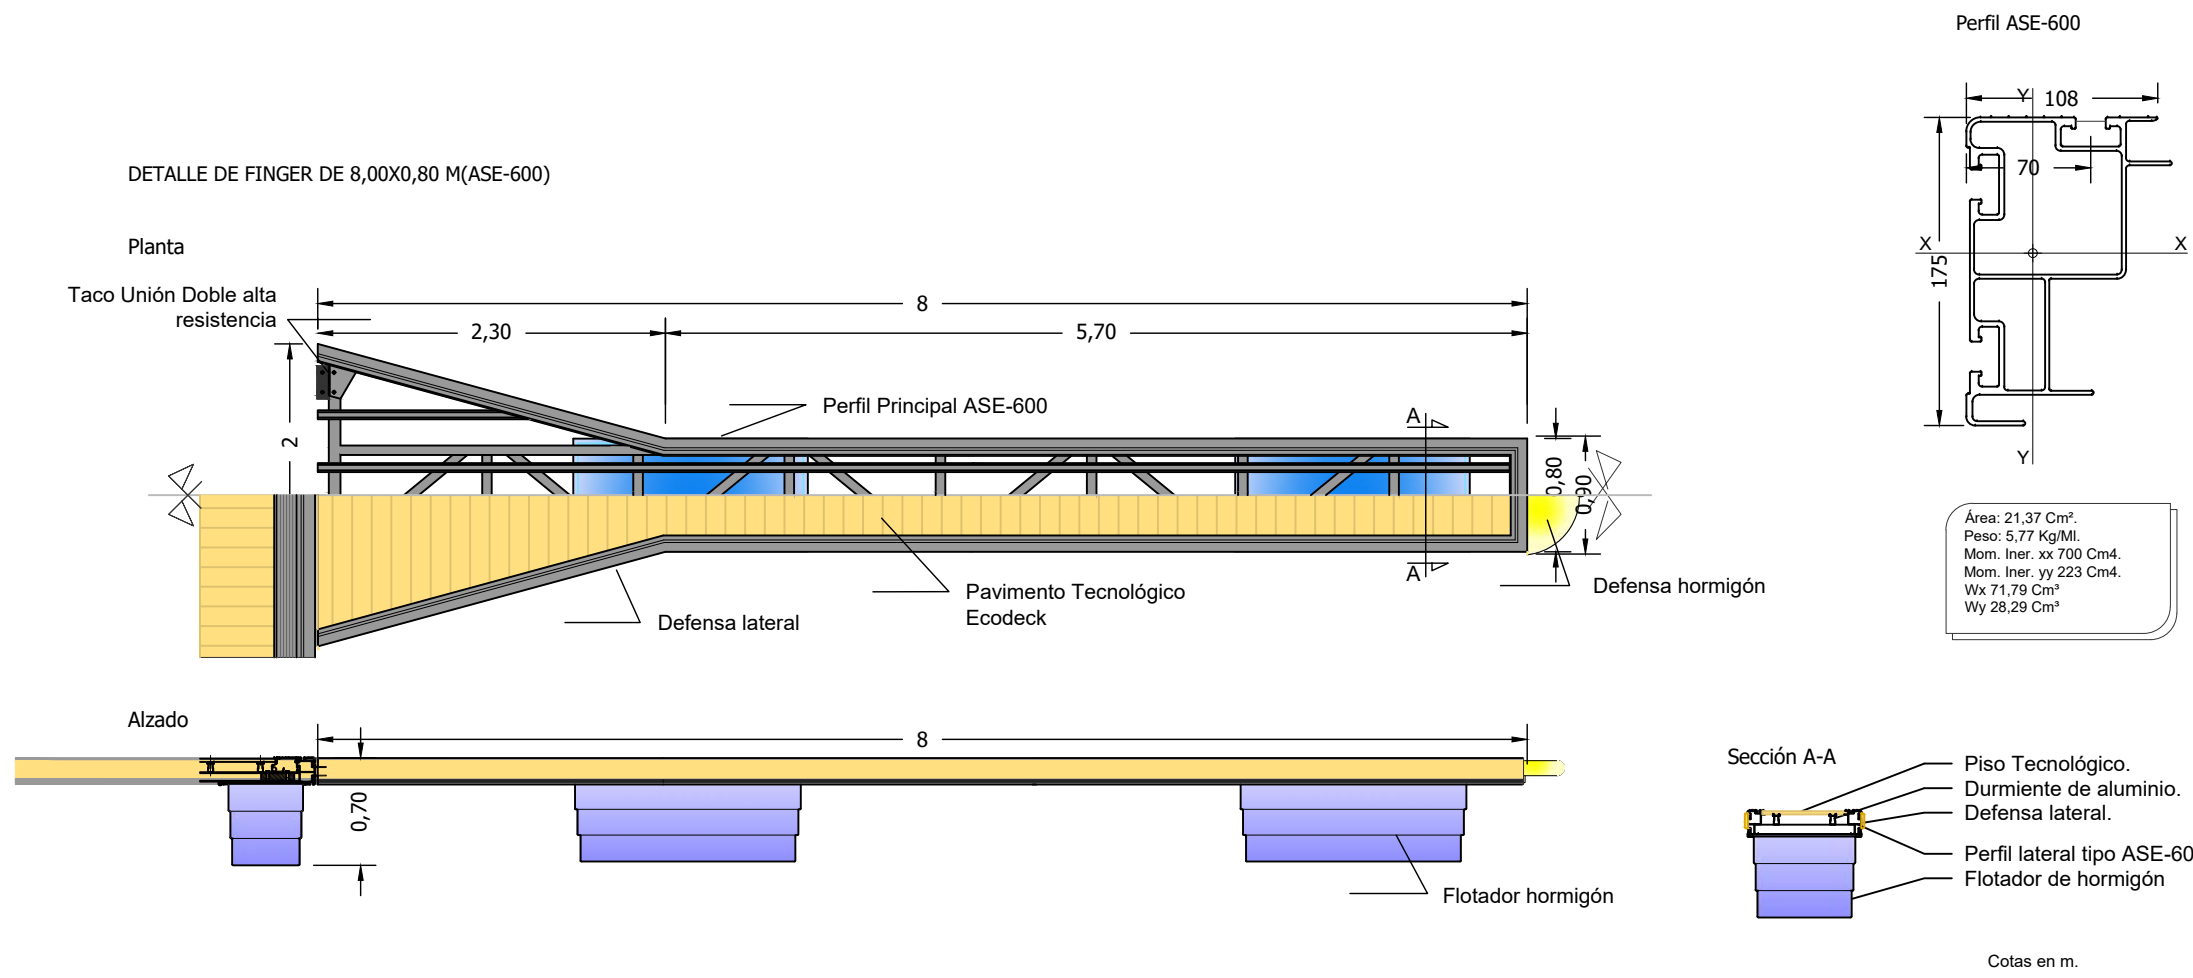 Perfil ASE-600
Y
108
70
175
X
X
Y
DETALLE DE FINGER DE 8,00X0,80 M(ASE-600)
Planta
Taco Unión Doble alta
resistencia
8
2,30
5,70
2
Perfil Principal ASE-600
A
0,80
0,90
A
Defensa hormigón
Pavimento Tecnológico
Ecodeck
Defensa lateral
Área: 21,37 Cm².
Peso: 5,77 Kg/Ml.
Mom. Iner. xx 700 Cm4.
Mom. Iner. yy 223 Cm4.
Wx 71,79 Cm³
Wy 28,29 Cm³
Alzado
8
0,70
Flotador hormigón
Sección A-A
Piso Tecnológico.
Durmiente de aluminio.
Defensa lateral.
Perfil lateral tipo ASE-60
Flotador de hormigón
Cotas en m.